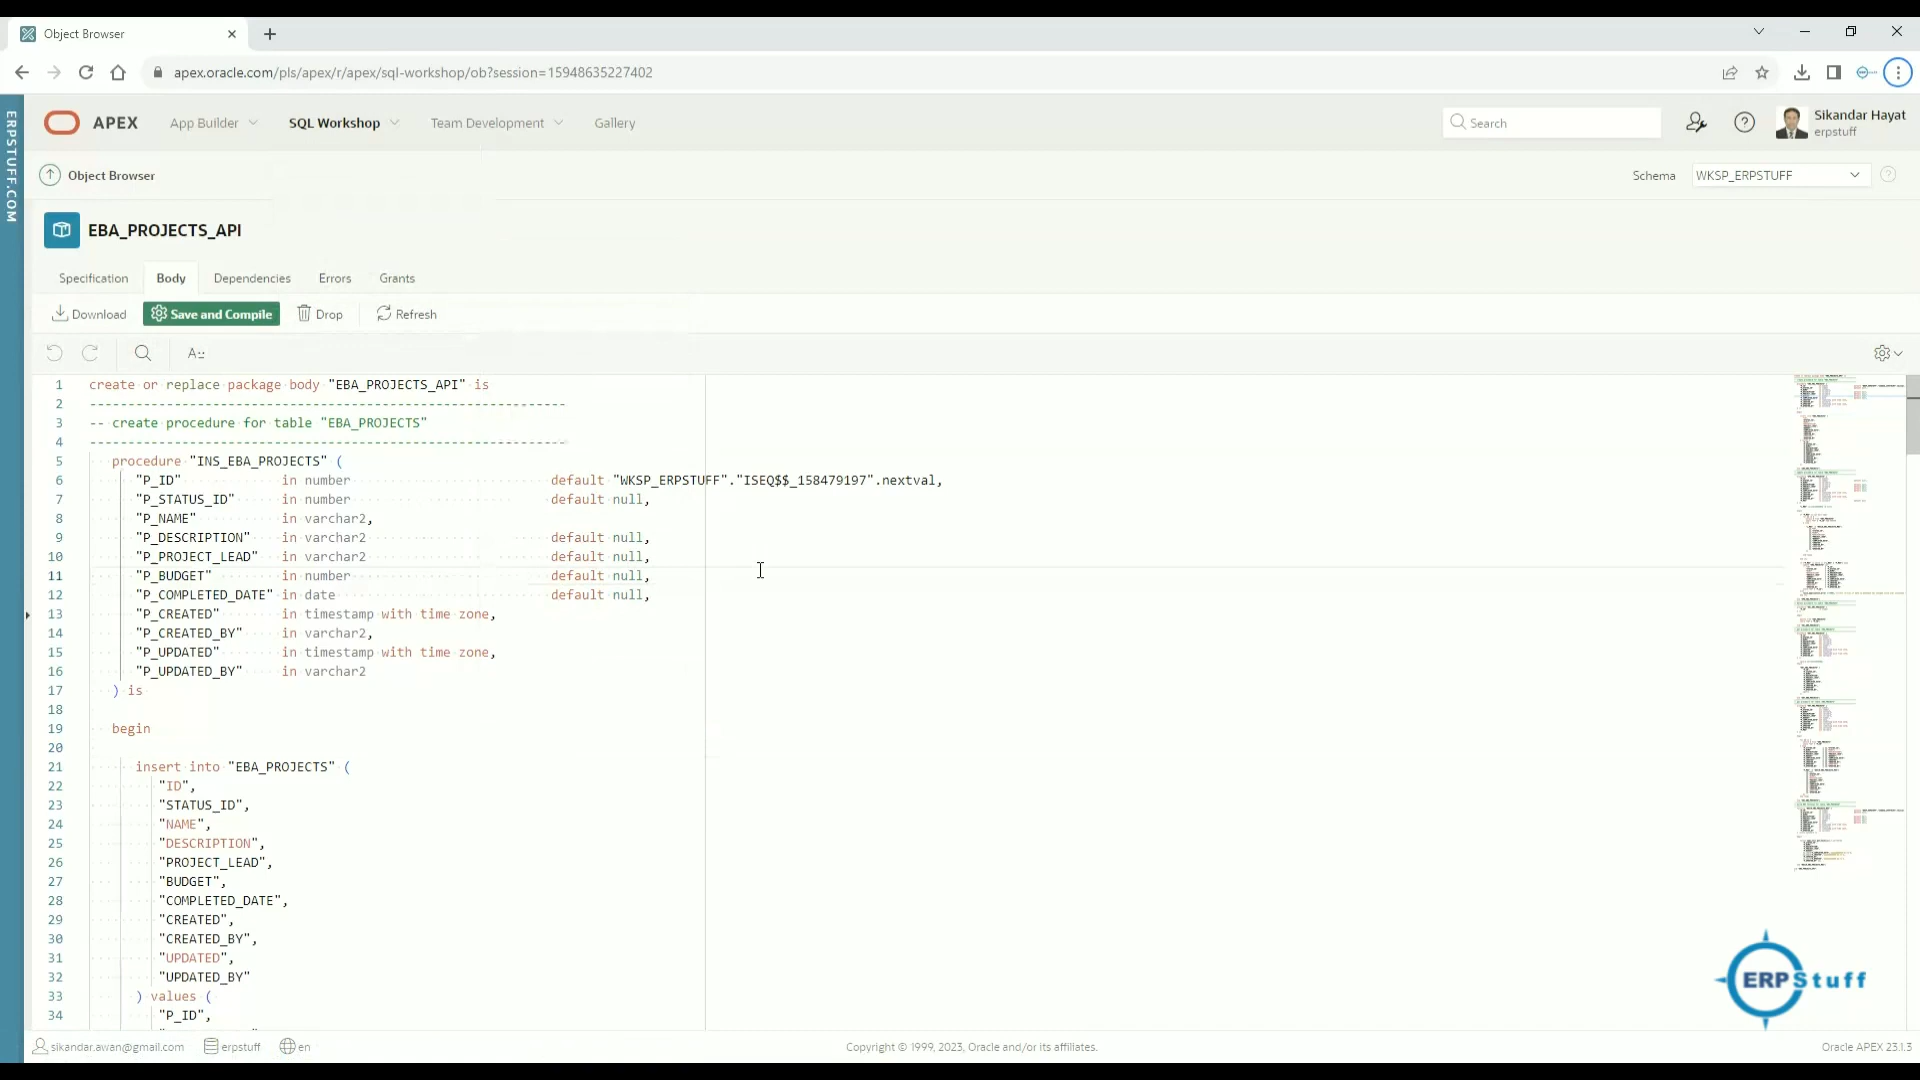 Object Browser
apex.oracle.com/pls/apex/r/apex/sql-workshop/ob?session=15948635227402
ERPSTUFF.COM
APEX
App Builder
SQL Workshop
Team Development
Gallery
Search
Sikandar Hayat
erpstuff
Object Browser
Schema
WKSP_ERPSTUFF
EBA_PROJECTS_API
Specification
Body
Dependencies
Errors
Grants
Download
Save and Compile
Drop
Refresh
1 create or replace package body "EBA_PROJECTS_API" is
2 --------------------------------------------------------------
3 -- create procedure for table "EBA_PROJECTS"
4 --------------------------------------------------------------
5 procedure "INS_EBA_PROJECTS" (
6 "P_ID" in number default "WKSP_ERPSTUFF"."ISEQ$$_158479197".nextval,
7 "P_STATUS_ID" in number default null,
8 "P_NAME" in varchar2,
9 "P_DESCRIPTION" in varchar2 default null,
10 "P_PROJECT_LEAD" in varchar2 default null,
11 "P_BUDGET" in number default null,
12 "P_COMPLETED_DATE" in date default null,
13 "P_CREATED" in timestamp with time zone,
14 "P_CREATED_BY" in varchar2,
15 "P_UPDATED" in timestamp with time zone,
16 "P_UPDATED_BY" in varchar2
17 ) is
18
19 begin
20
21 insert into "EBA_PROJECTS" (
22 "ID",
23 "STATUS_ID",
24 "NAME",
25 "DESCRIPTION",
26 "PROJECT_LEAD",
27 "BUDGET",
28 "COMPLETED_DATE",
29 "CREATED",
30 "CREATED_BY",
31 "UPDATED",
32 "UPDATED_BY"
33 ) values (
34 "P_ID",
ERPStuff
sikandar.awan@gmail.com
erpstuff
en
Copyright © 1999, 2023, Oracle and/or its affiliates.
Oracle APEX 23.1.3